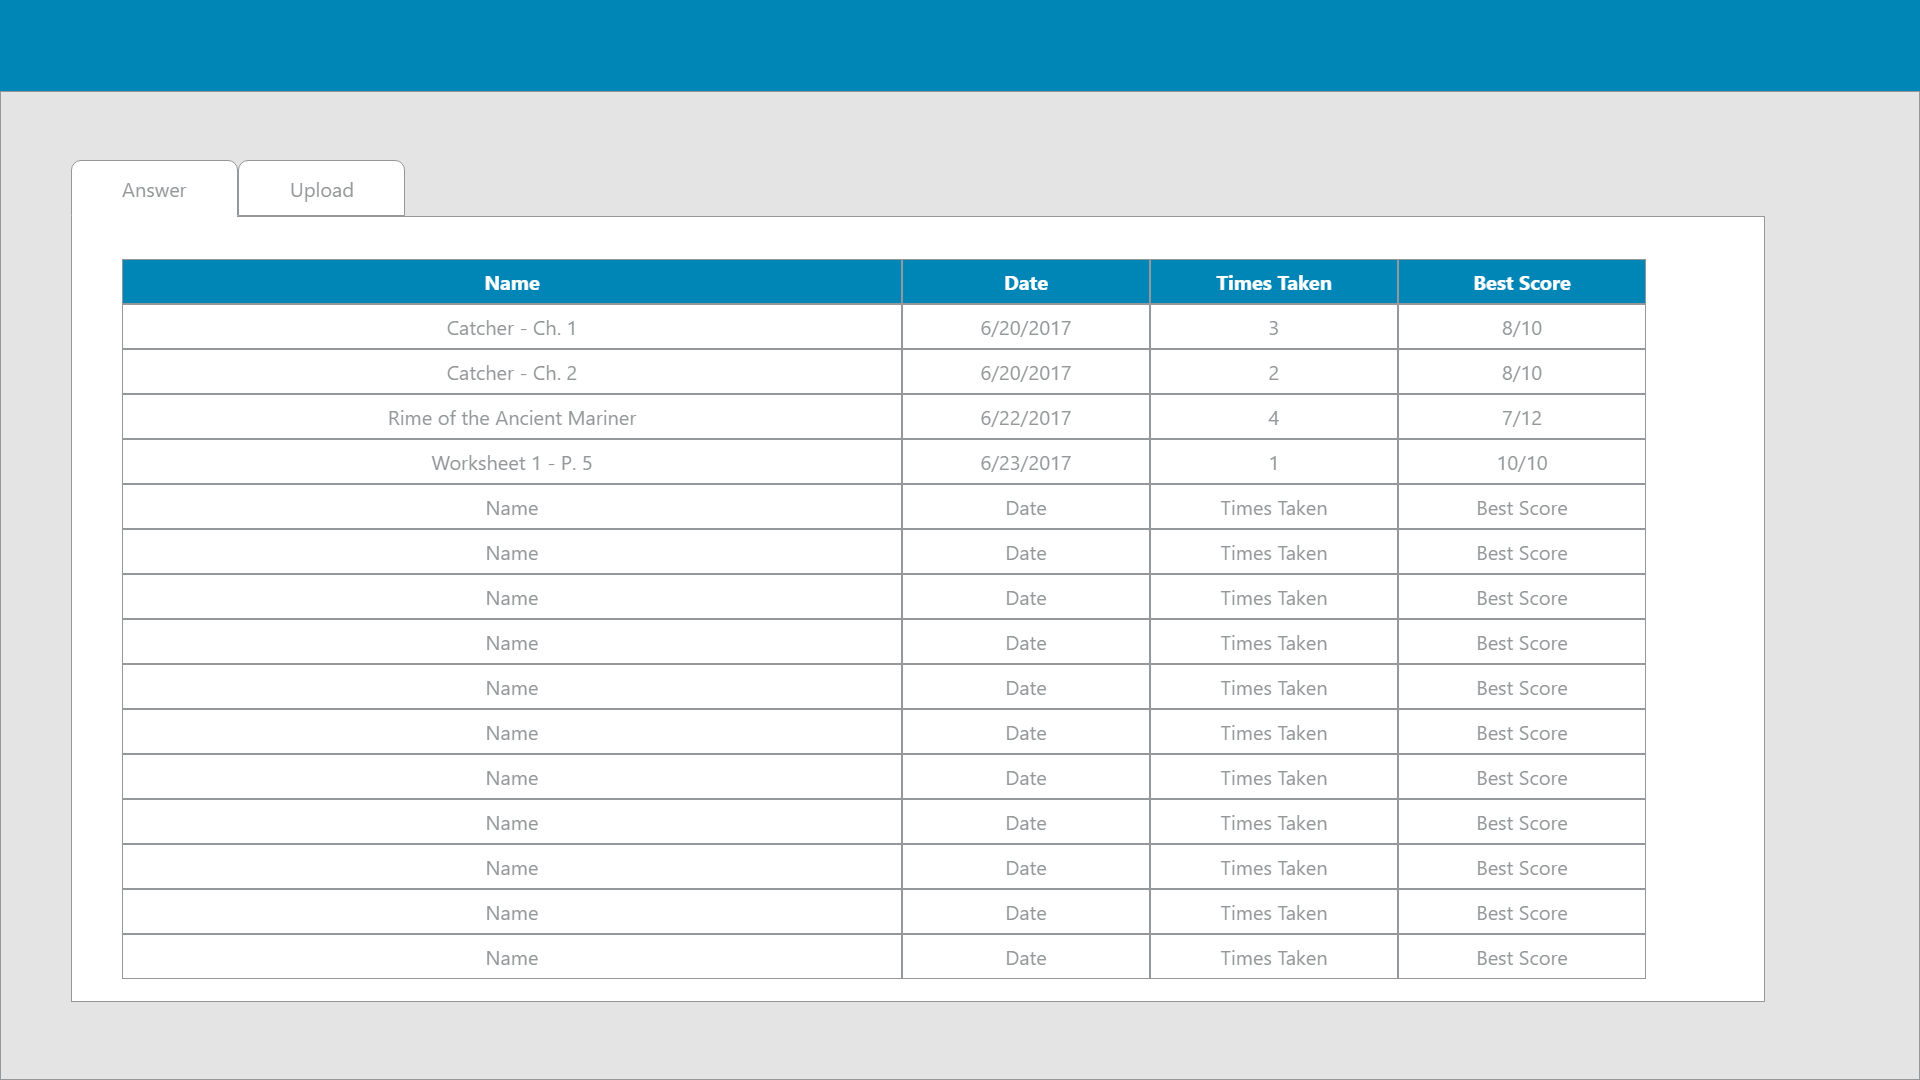 Answer Upload
Name Date Times Taken Best Score
Catcher - Ch. 1 6/20/2017 3 8/10
Catcher - Ch. 2 6/20/2017 2 8/10
Rime of the Ancient Mariner 6/22/2017 4 7/12
Worksheet 1 - P. 5 6/23/2017 1 10/10
Name Date Times Taken Best Score
Name Date Times Taken Best Score
Name Date Times Taken Best Score
Name Date Times Taken Best Score
Name Date Times Taken Best Score
Name Date Times Taken Best Score
Name Date Times Taken Best Score
Name Date Times Taken Best Score
Name Date Times Taken Best Score
Name Date Times Taken Best Score
Name Date Times Taken Best Score